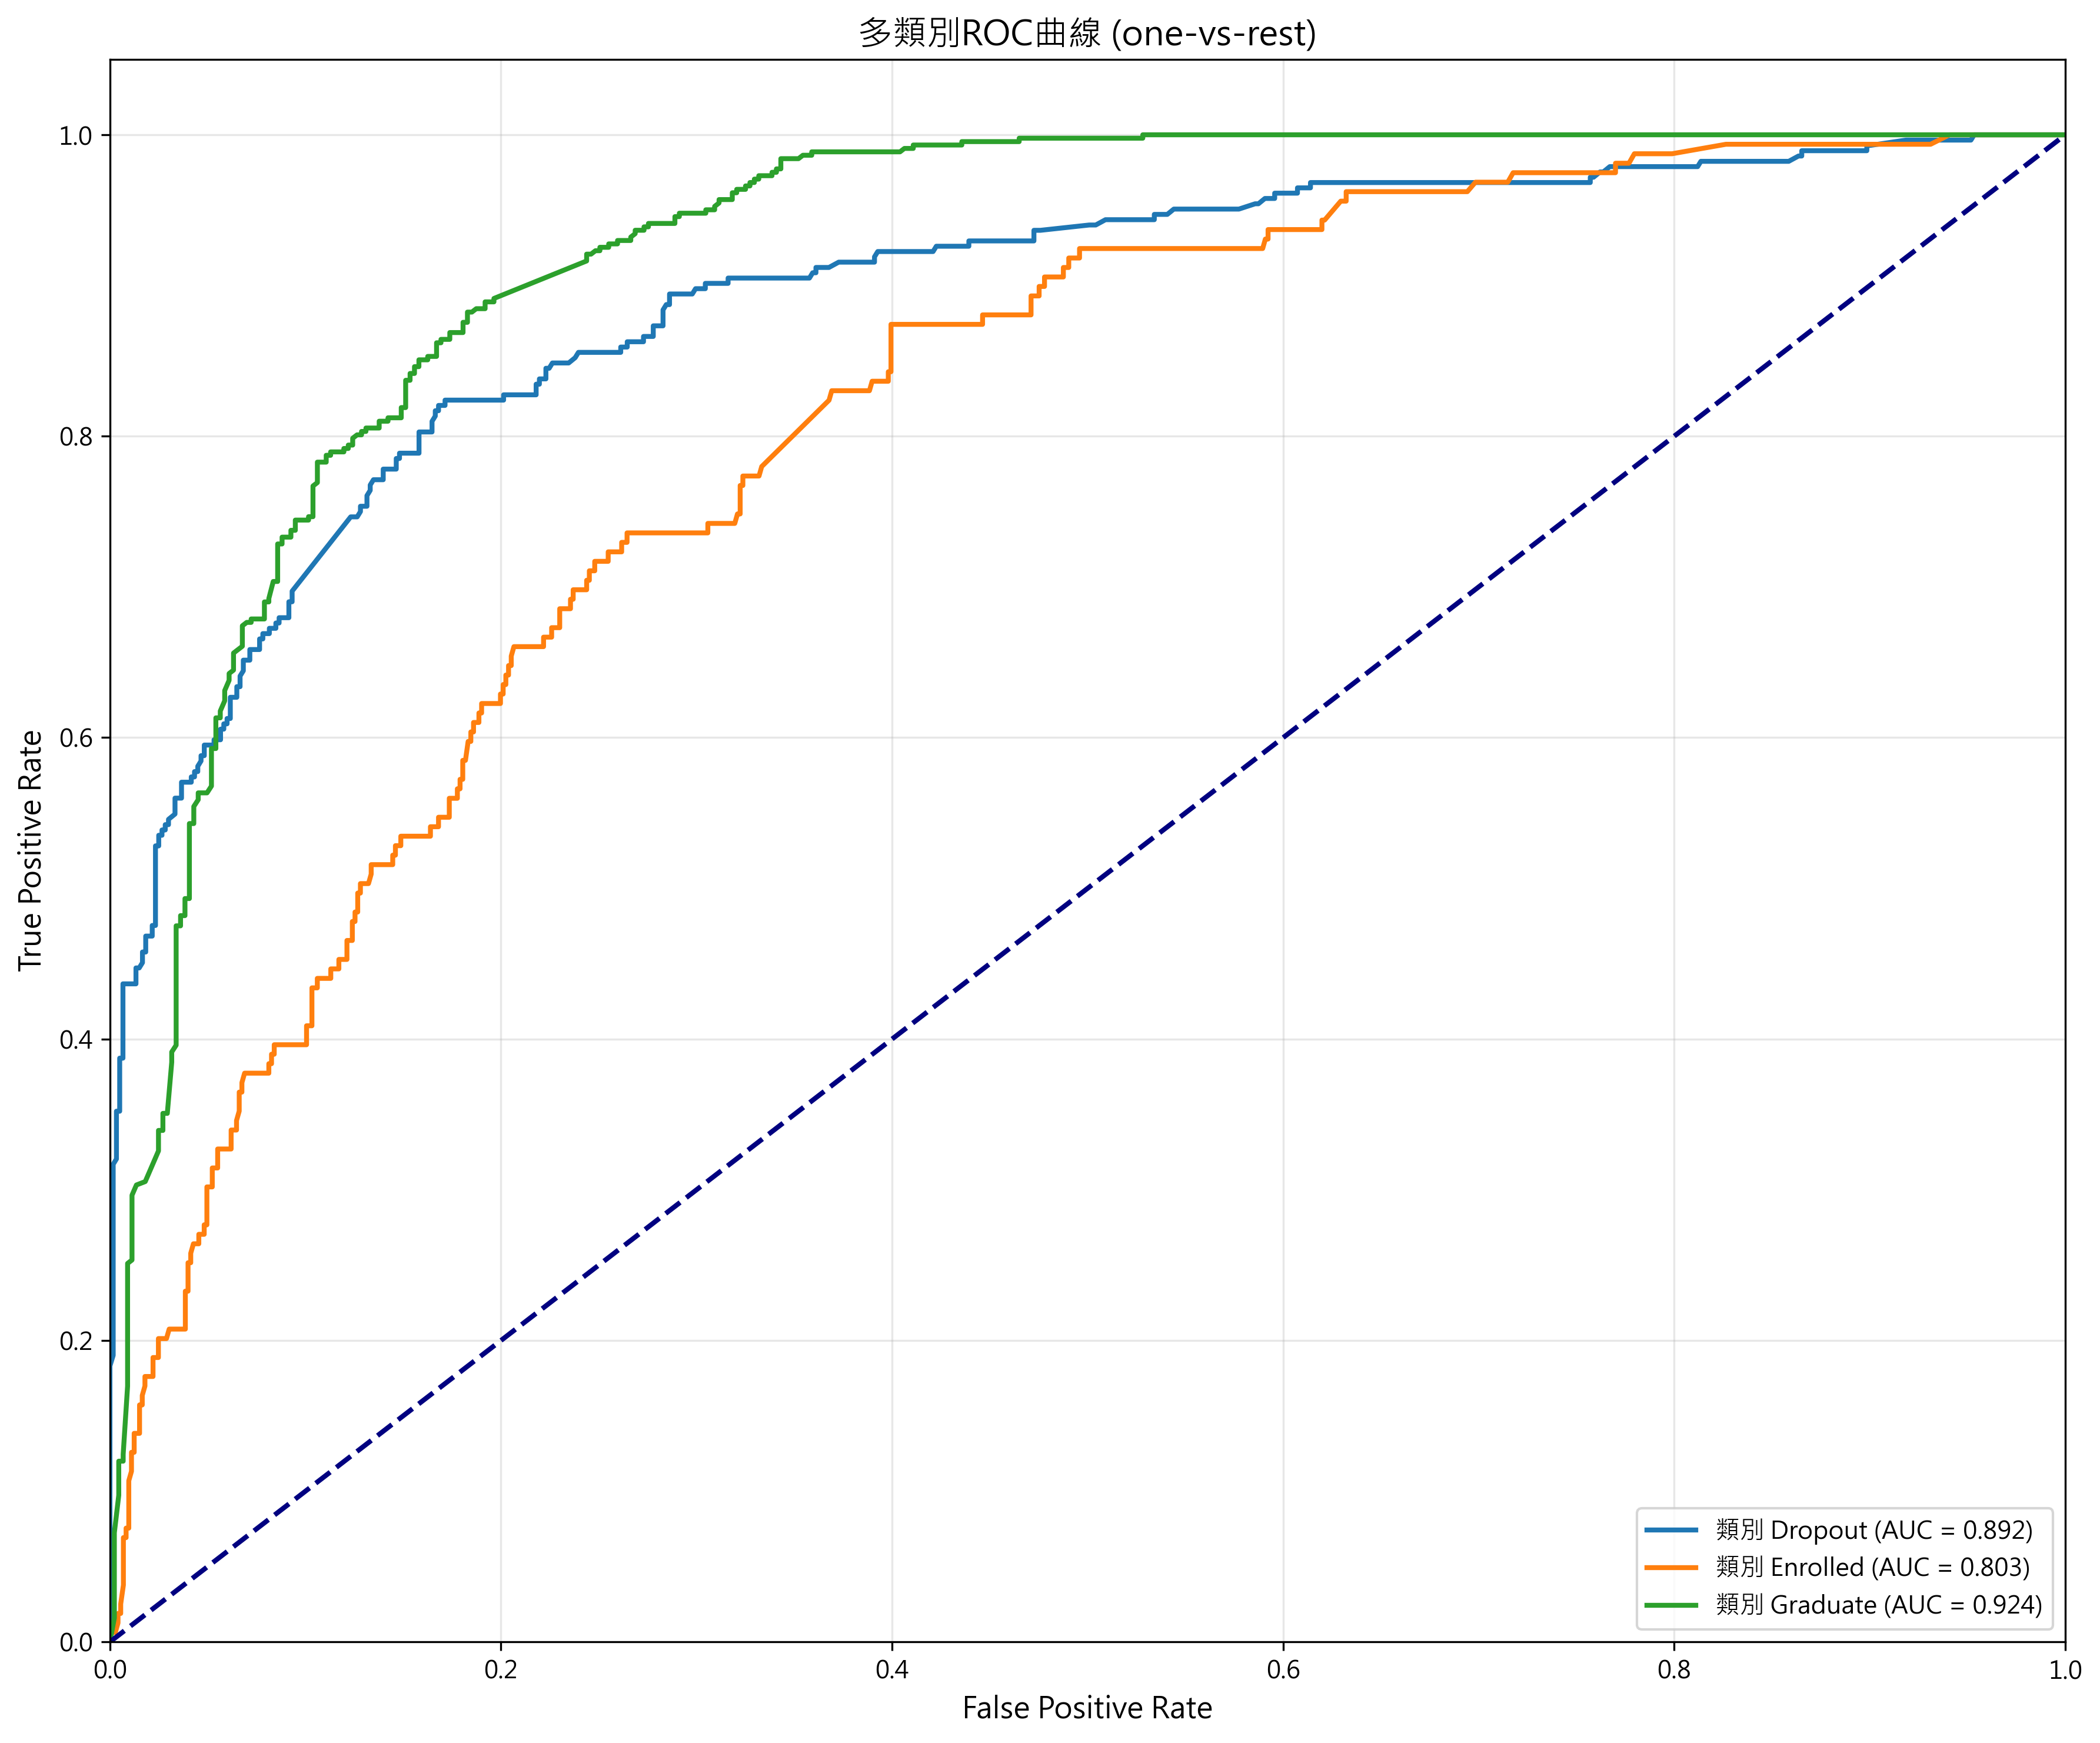 多類別ROC曲線 (one-vs-rest)
True Positive Rate
1.0
0.8
0.6
0.4
0.2
0.0
0.0 0.2 0.4 0.6 0.8 1.0
False Positive Rate
類別 Dropout (AUC = 0.892)
類別 Enrolled (AUC = 0.803)
類別 Graduate (AUC = 0.924)